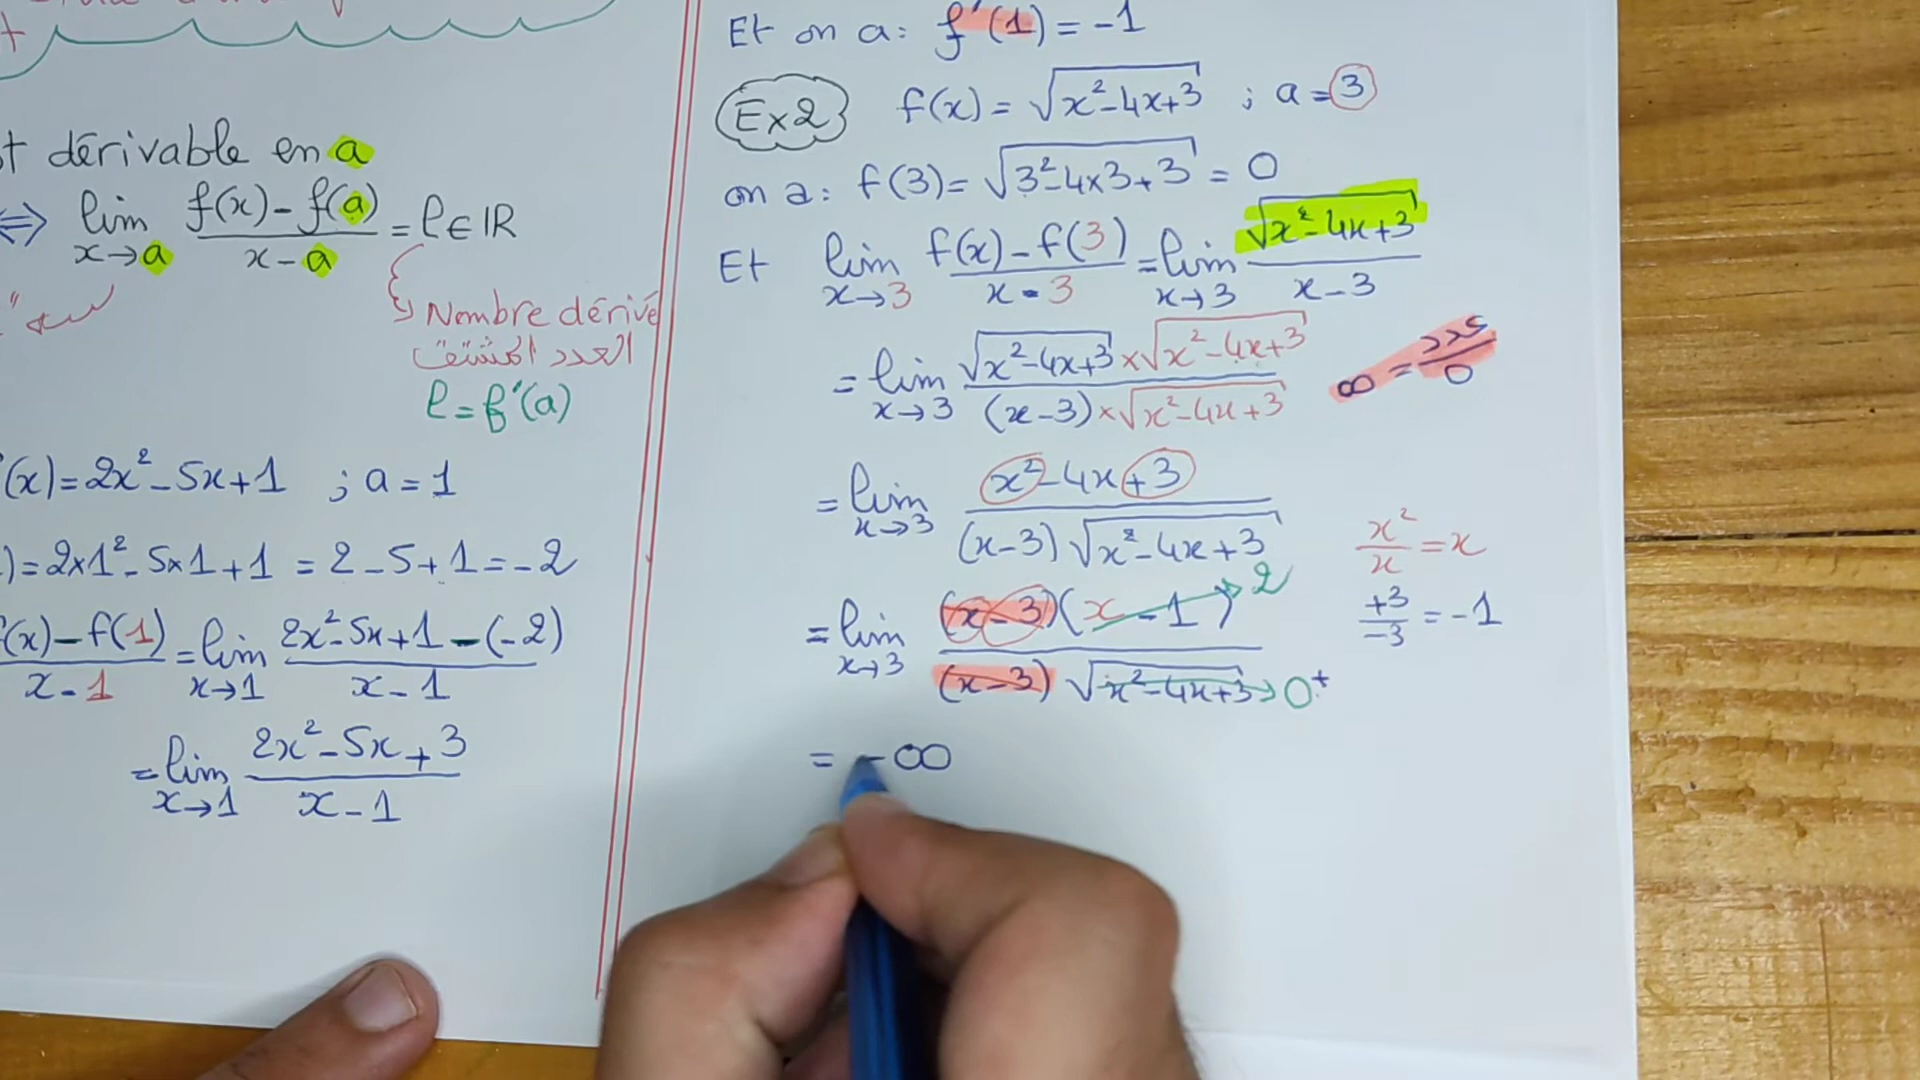 t dérivable en a
⟺ lim x→a (f(x) - f(a))/(x - a) = l ∈ IR
Nombre dérivé
العدد المشتق
l = f'(a)
(x) = 2x² - 5x + 1 ; a = 1
) = 2×1² - 5×1 + 1 = 2 - 5 + 1 = -2
(x) - f(1)/(x - 1) = lim x→1 (2x² - 5x + 1 - (-2))/(x - 1)
= lim x→1 (2x² - 5x + 3)/(x - 1)
Et on a: f'(1) = -1
Ex2 f(x) = √(x² - 4x + 3) ; a = 3
on a: f(3) = √(3² - 4×3 + 3) = 0
Et lim x→3 (f(x) - f(3))/(x - 3) = lim x→3 √(x² - 4x + 3)/(x - 3)
= lim x→3 (√(x² - 4x + 3) × √(x² - 4x + 3))/((x - 3) × √(x² - 4x + 3))
∞ = عدد/0
= lim x→3 (x² - 4x + 3)/((x - 3) √(x² - 4x + 3))
x²/x = x
+3/-3 = -1
= lim x→3 ((x - 3)(x - 1) → 2)/((x - 3) √(x² - 4x + 3) → 0⁺)
= -∞